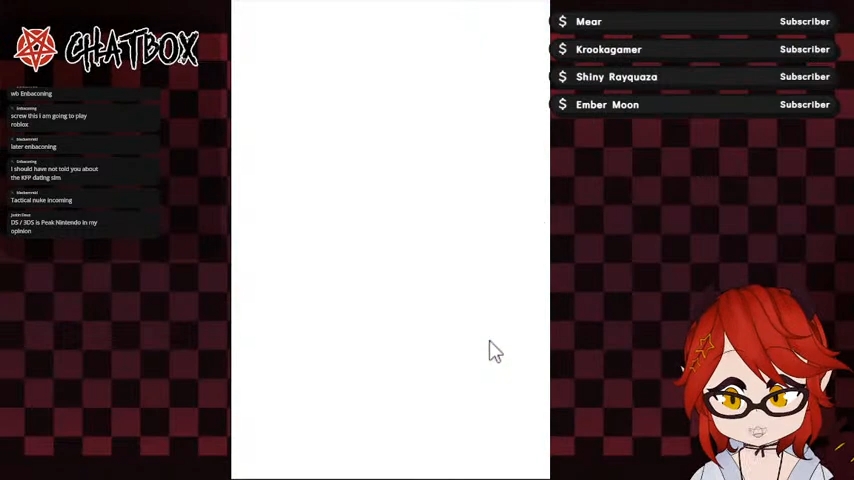 CHATBOX
wb Enbaconing
Enbaconing
screw this i am going to play
roblox
later enbaconing
Enbaconing
I should have not told you about
the KFP dating sim
Tactical nuke incoming
DS / 3DS is Peak Nintendo in my
opinion
$ Mear Subscriber
$ Krookagamer Subscriber
$ Shiny Rayquaza Subscriber
$ Ember Moon Subscriber